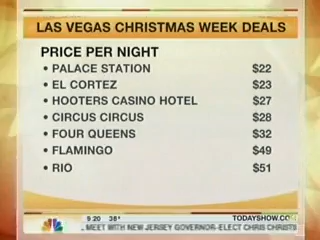 LAS VEGAS CHRISTMAS WEEK DEALS
PRICE PER NIGHT
• PALACE STATION $22
• EL CORTEZ $23
• HOOTERS CASINO HOTEL $27
• CIRCUS CIRCUS $28
• FOUR QUEENS $32
• FLAMINGO $49
• RIO $51
9:20 38° TODAYSHOW.CO
MEET WITH NEW JERSEY GOVERNOR-ELECT CHRIS CHRISTI